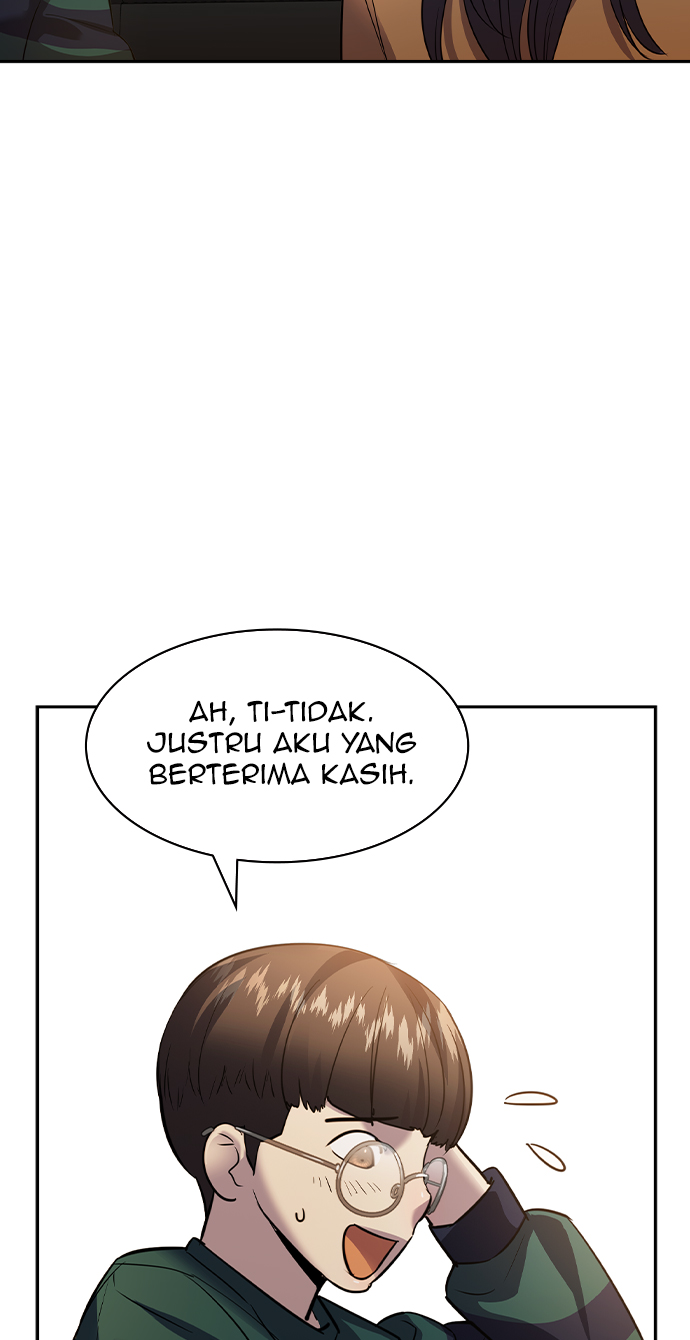 AH, TI-TIDAK.
JUSTRU AKU YANG
BERTERIMA KASIH.